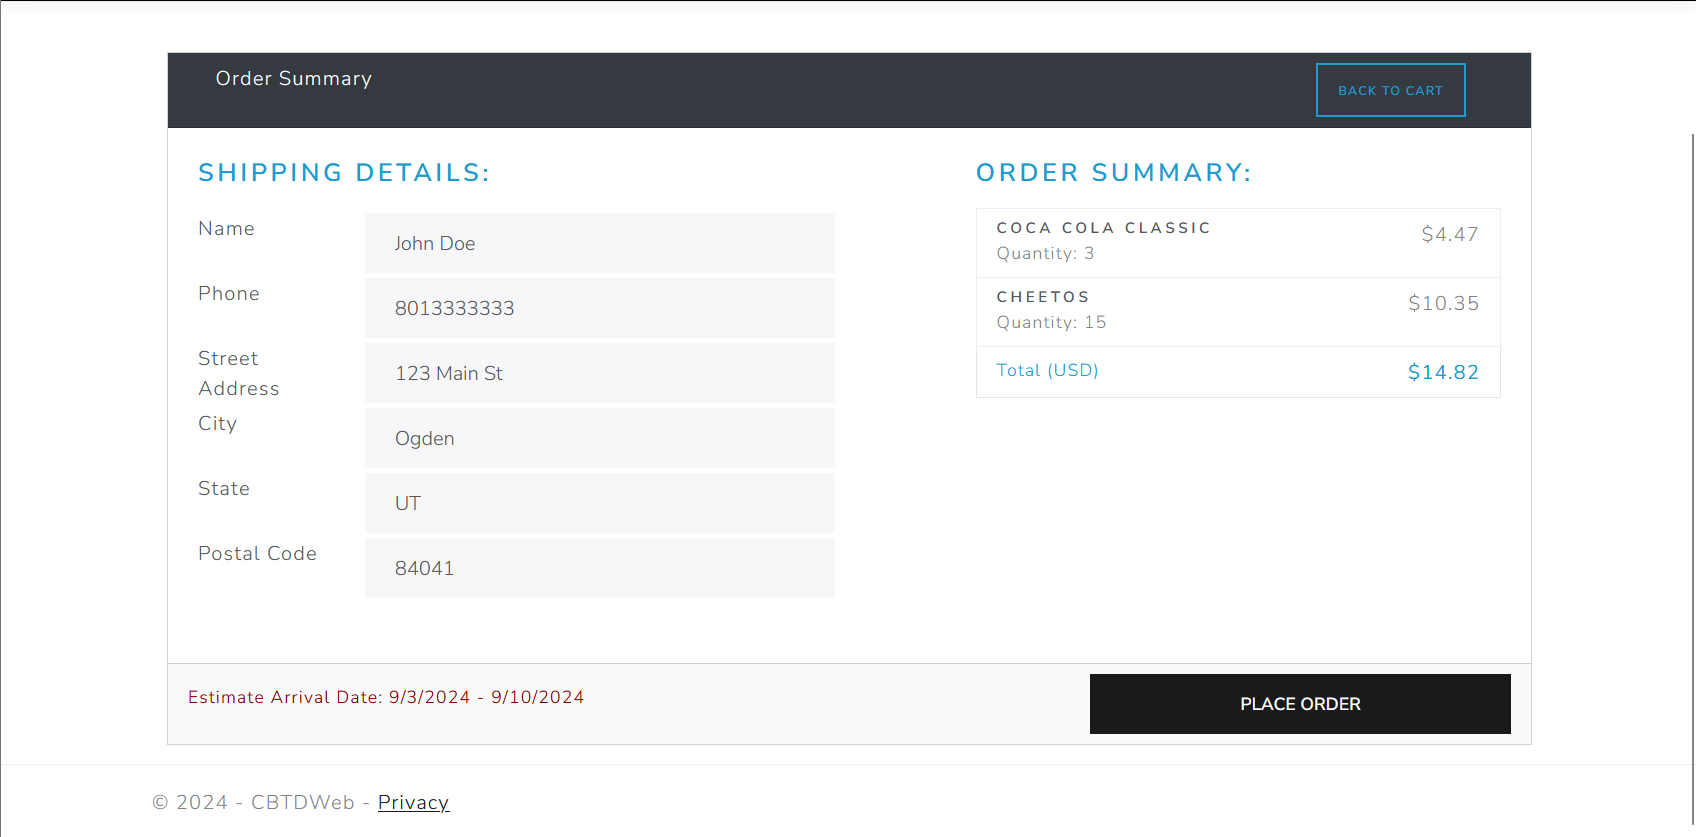 Order Summary
BACK TO CART
SHIPPING DETAILS:
Name
John Doe
Phone
8013333333
Street
Address
123 Main St
City
Ogden
State
UT
Postal Code
84041
ORDER SUMMARY:
COCA COLA CLASSIC
$4.47
Quantity: 3
CHEETOS
$10.35
Quantity: 15
Total (USD)
$14.82
Estimate Arrival Date: 9/3/2024 - 9/10/2024
PLACE ORDER
© 2024 - CBTDWeb - Privacy